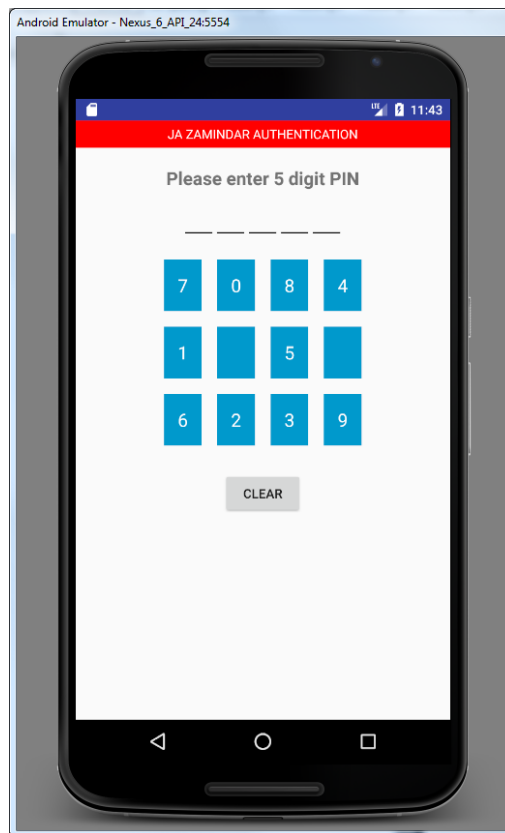 Android Emulator - Nexus_6_API_24:5554
LTE 11:43
JA ZAMINDAR AUTHENTICATION
Please enter 5 digit PIN
7 0 8 4
1 5
6 2 3 9
CLEAR